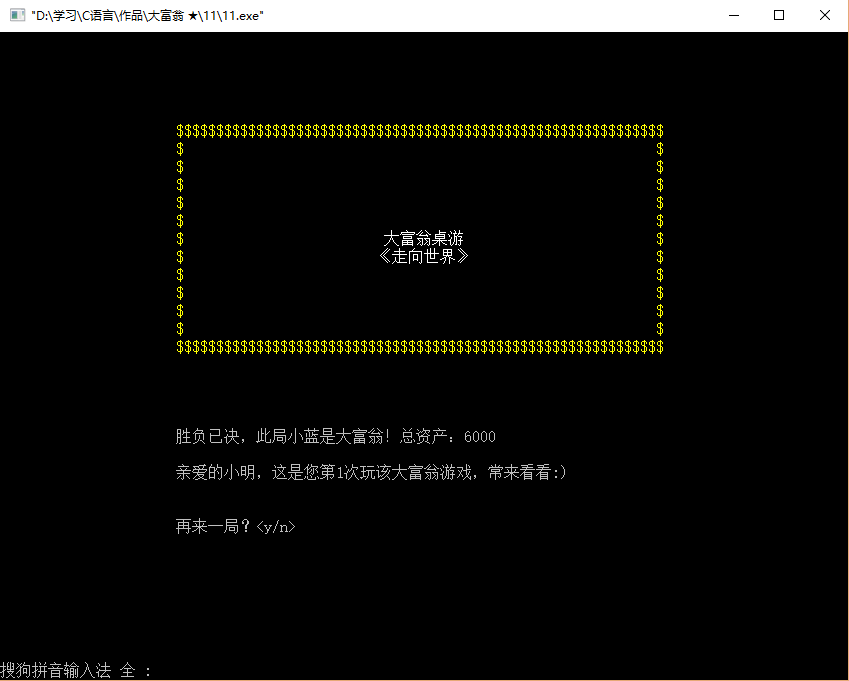 "D:\学习\C语言\作品\大富翁 ★\11\11.exe"
$$$$$$$$$$$$$$$$$$$$$$$$$$$$$$$$$$$$$$$$$$$$$$$$$$$$$$$$$$$$$
$ $
$ $
$ $
$ $
$ $
$ 大富翁桌游 $
$ 《走向世界》 $
$ $
$ $
$ $
$ $
$$$$$$$$$$$$$$$$$$$$$$$$$$$$$$$$$$$$$$$$$$$$$$$$$$$$$$$$$$$$$
胜负已决，此局小蓝是大富翁！总资产：6000
亲爱的小明，这是您第1次玩该大富翁游戏，常来看看:)
再来一局？<y/n>
搜狗拼音输入法 全 :